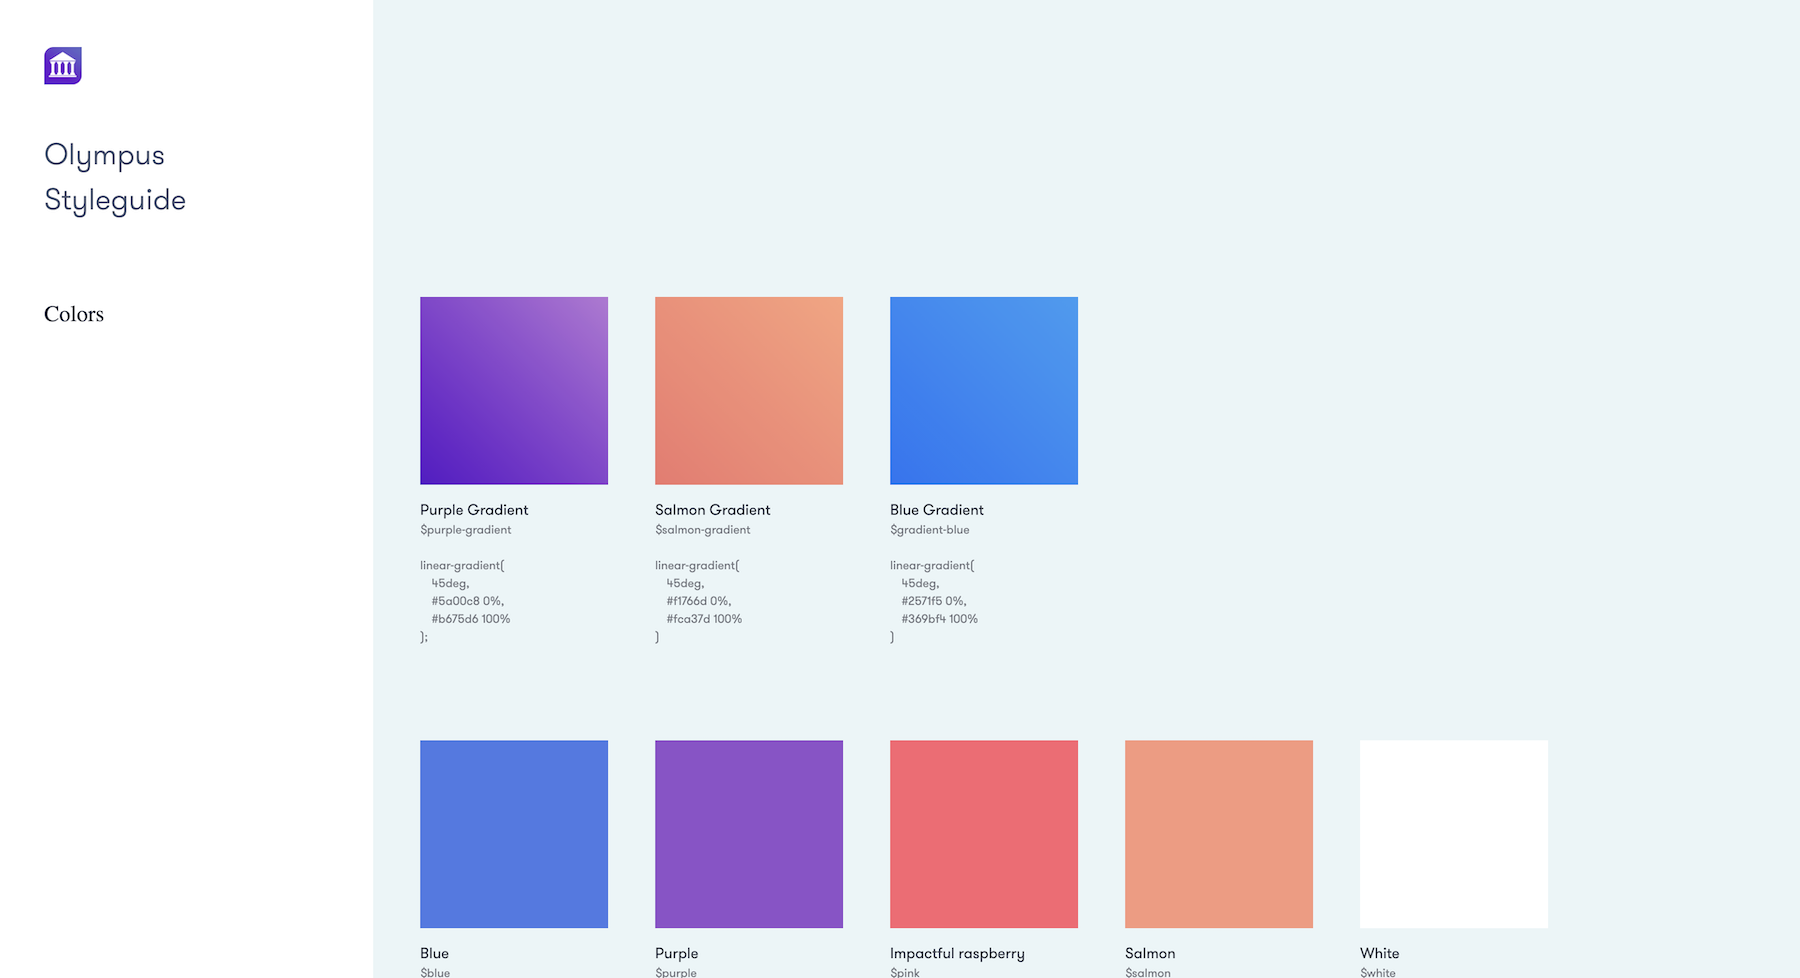 Olympus
Styleguide
Colors
Purple Gradient
$purple-gradient
linear-gradient(
45deg,
#5a00c8 0%,
#b675d6 100%
);
Salmon Gradient
$salmon-gradient
linear-gradient(
45deg,
#f1766d 0%,
#fca37d 100%
)
Blue Gradient
$gradient-blue
linear-gradient(
45deg,
#2571f5 0%,
#369bf4 100%
)
Blue
$blue
Purple
$purple
Impactful raspberry
$pink
Salmon
$salmon
White
$white